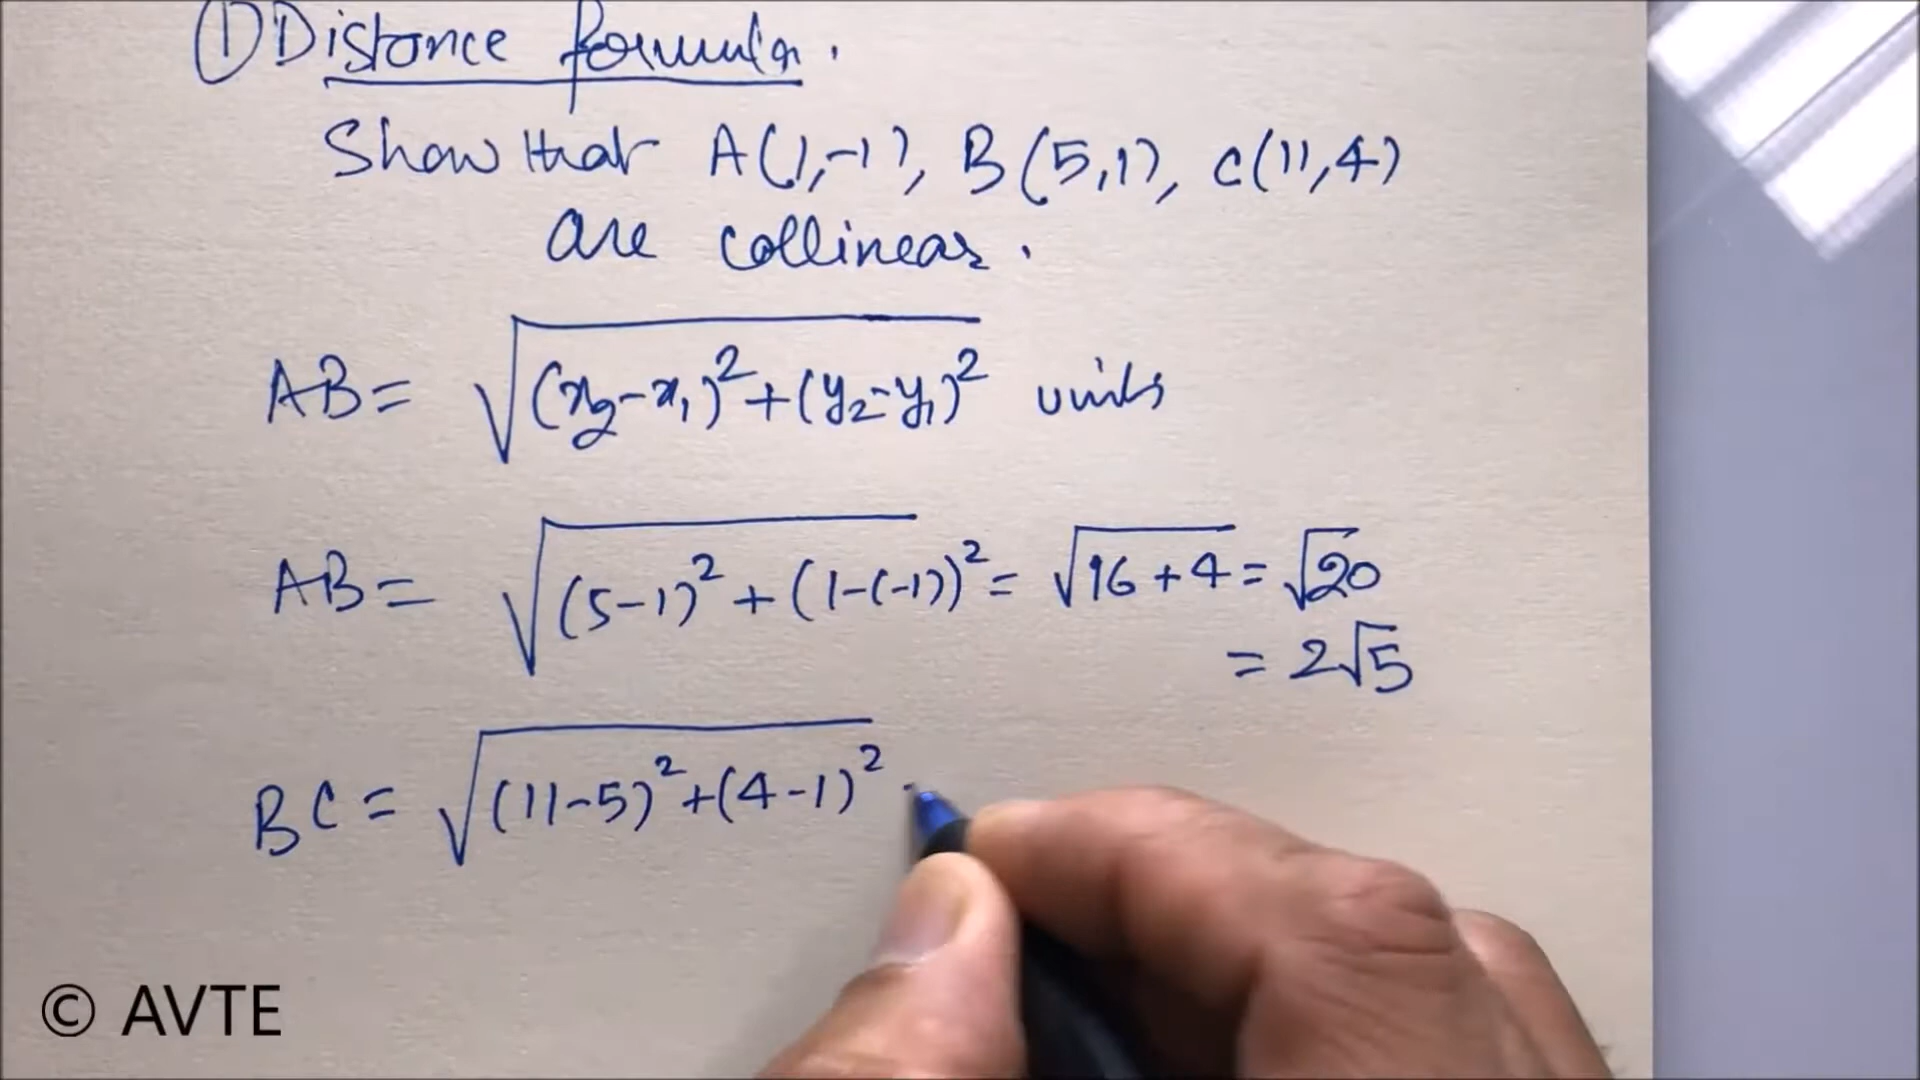 ① Distance formula.
Show that A(1,-1), B(5,1), C(11,4)
are collinear.
AB = √(x₂-x₁)²+(y₂-y₁)² units
AB = √(5-1)²+(1-(-1))² = √16+4 = √20
= 2√5
BC = √(11-5)²+(4-1)²
© AVTE